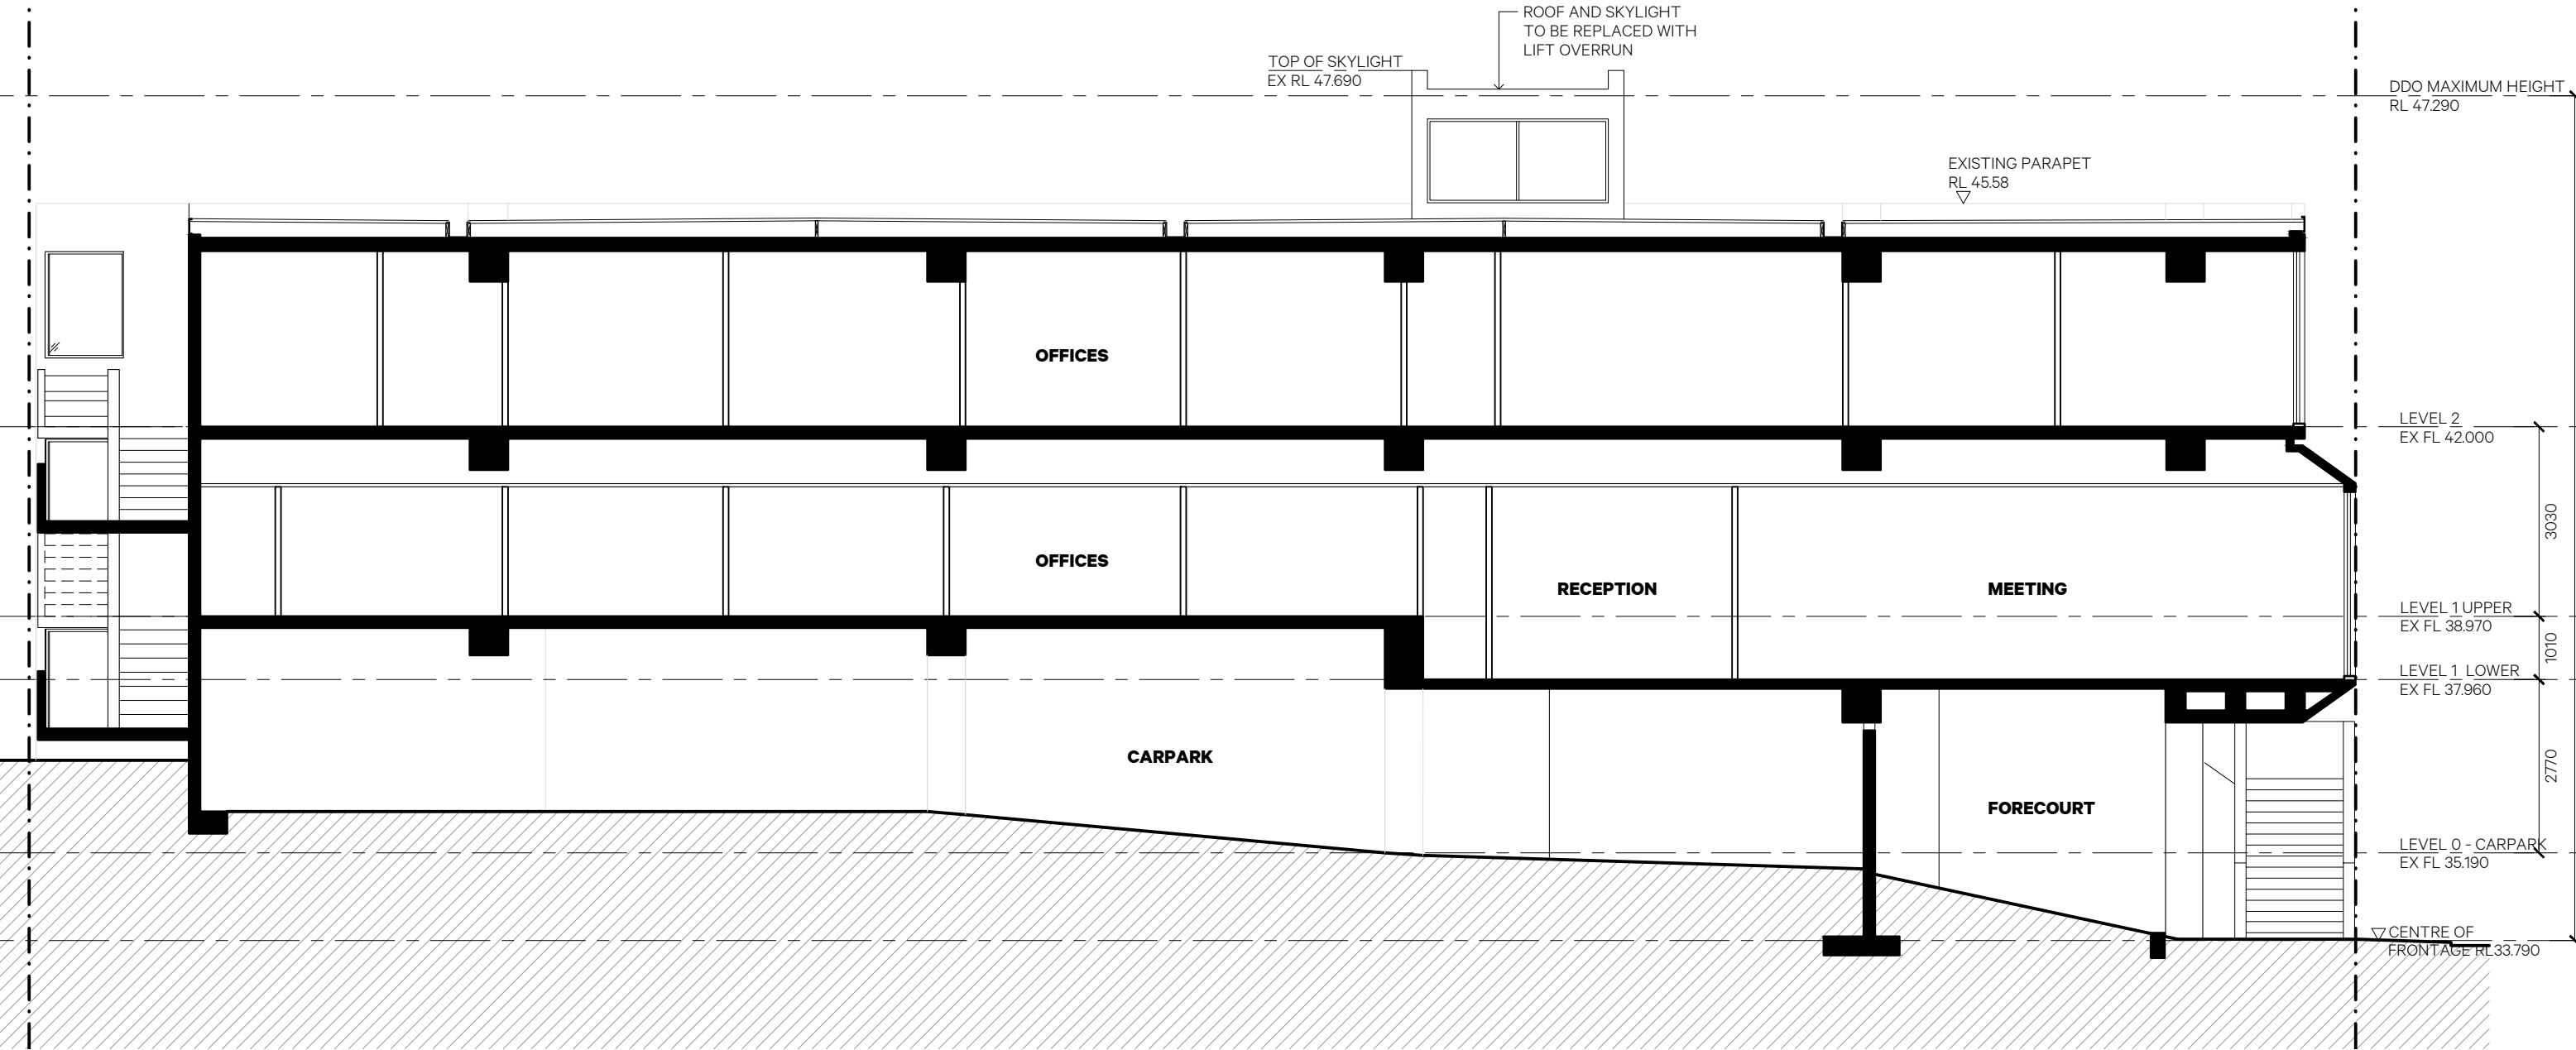 ROOF AND SKYLIGHT
TO BE REPLACED WITH
LIFT OVERRUN
TOP OF SKYLIGHT
EX RL 47.690
DDO MAXIMUM HEIGHT
RL 47.290
EXISTING PARAPET
RL 45.58
OFFICES
LEVEL 2
EX FL 42.000
3030
OFFICES
RECEPTION
MEETING
LEVEL 1 UPPER
EX FL 38.970
1010
LEVEL 1 LOWER
EX FL 37.960
CARPARK
2770
FORECOURT
LEVEL 0 - CARPARK
EX FL 35.190
CENTRE OF
FRONTAGE RL33.790